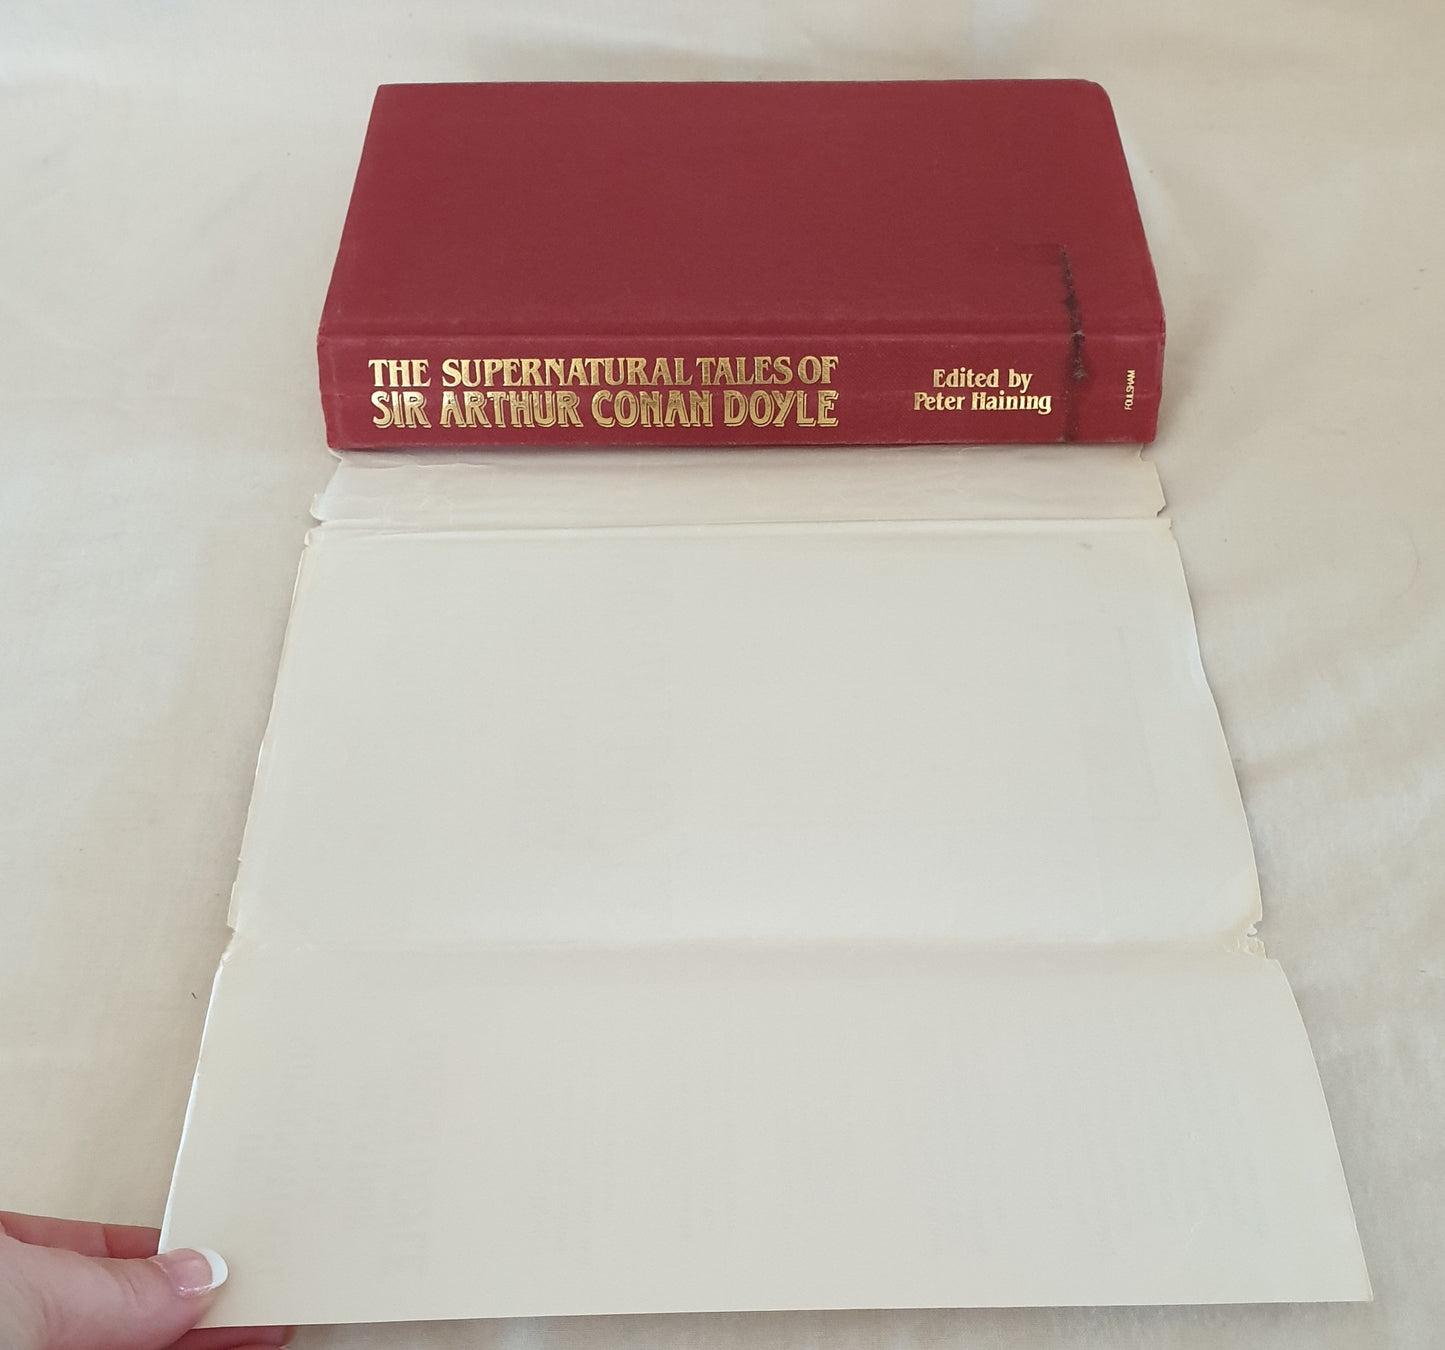 THE SUPERNATURAL TALES OF
SIR ARTHUR CONAN DOYLE
Edited by
Peter Haining
FOULSHAM